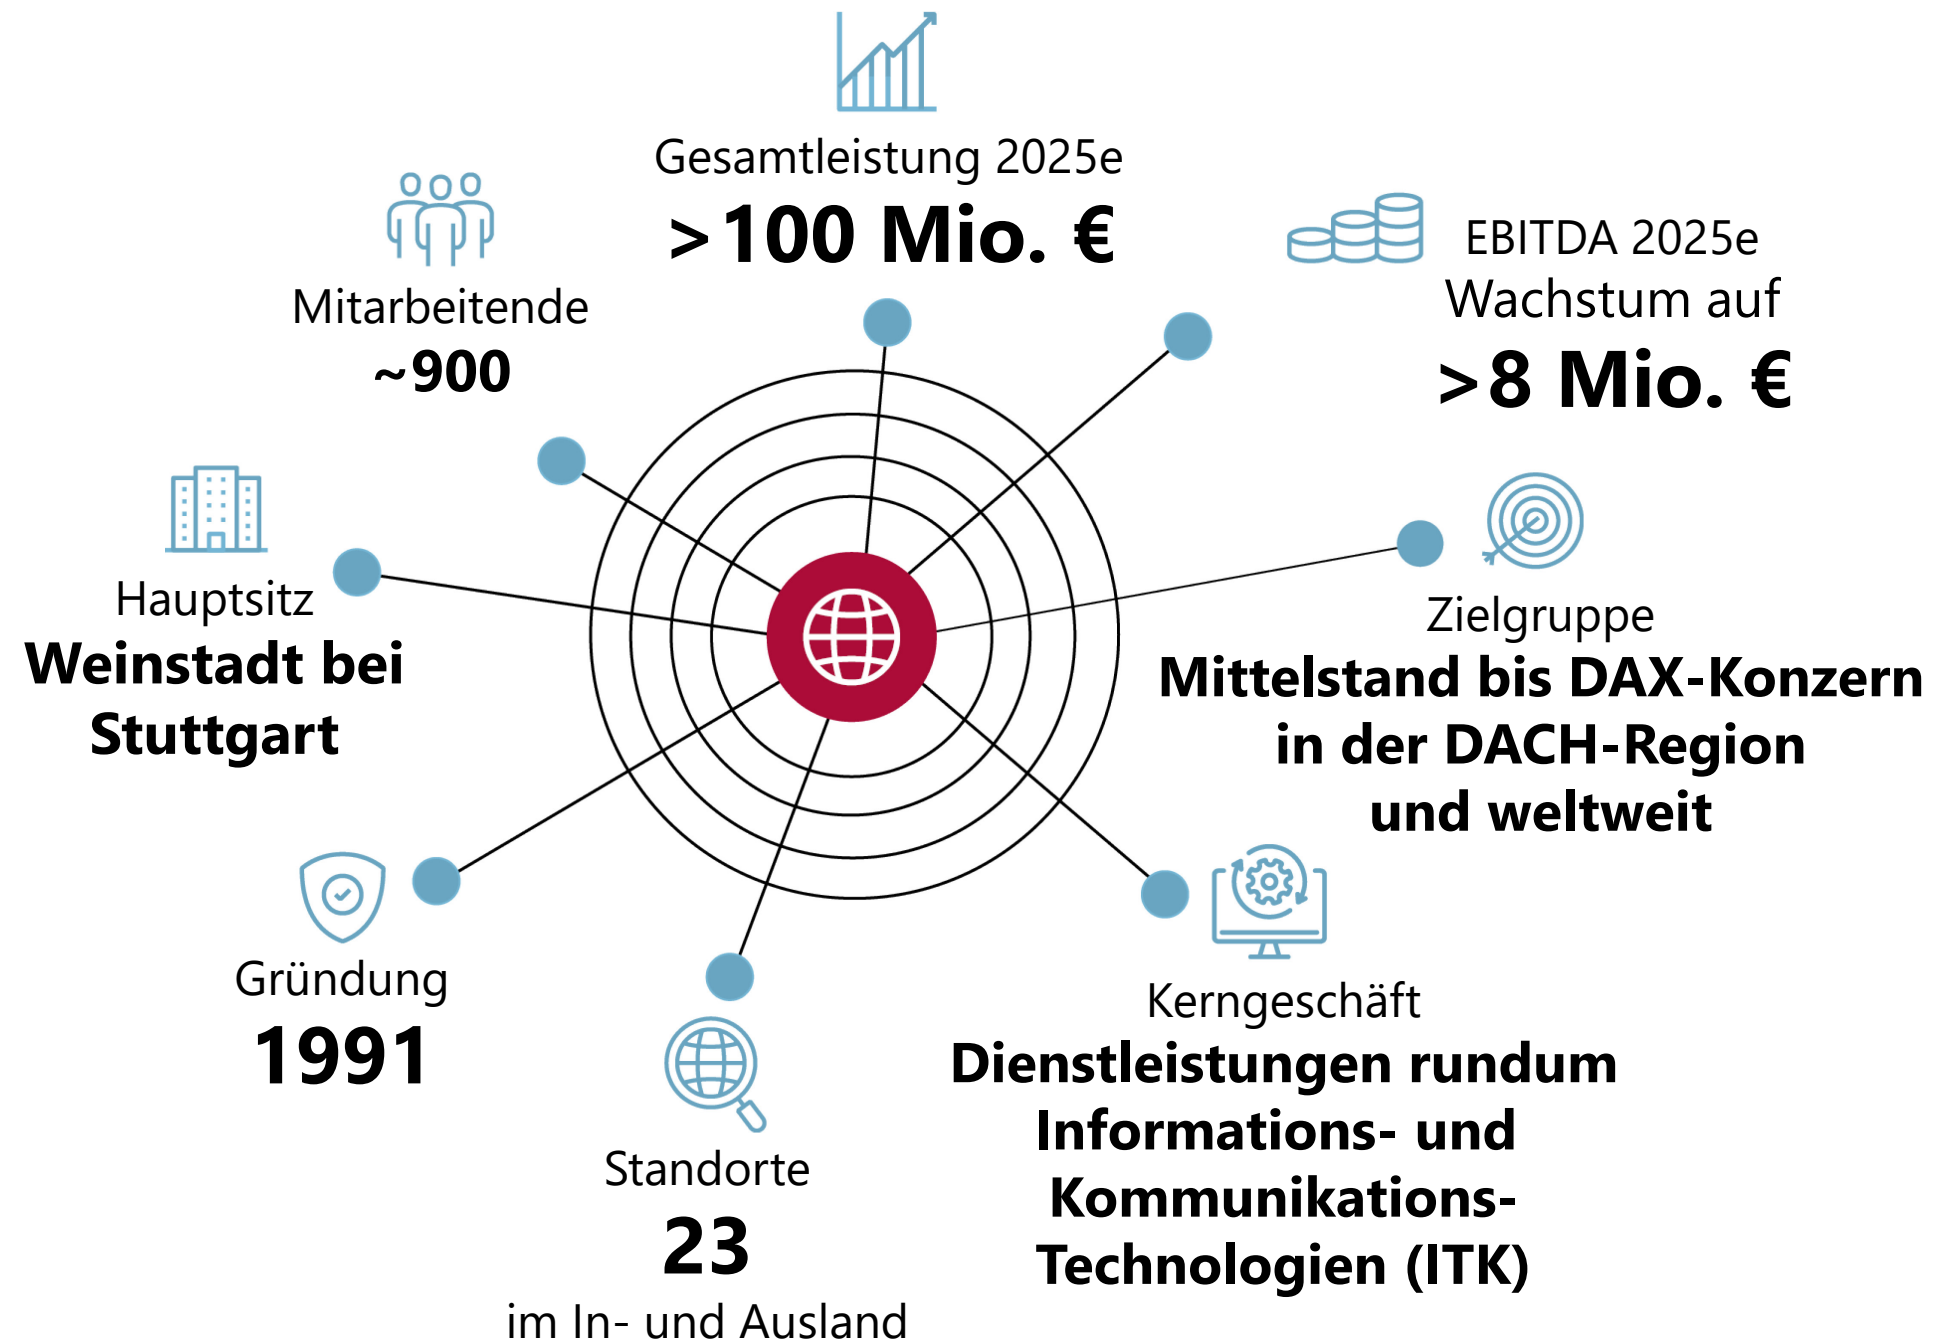 Gesamtleistung 2025e
>100 Mio. €
EBITDA 2025e
Wachstum auf
>8 Mio. €
Mitarbeitende
~900
Hauptsitz
Weinstadt bei
Stuttgart
Zielgruppe
Mittelstand bis DAX-Konzern
in der DACH-Region
und weltweit
Gründung
1991
Standorte
23
im In- und Ausland
Kerngeschäft
Dienstleistungen rundum
Informations- und
Kommunikations-
Technologien (ITK)